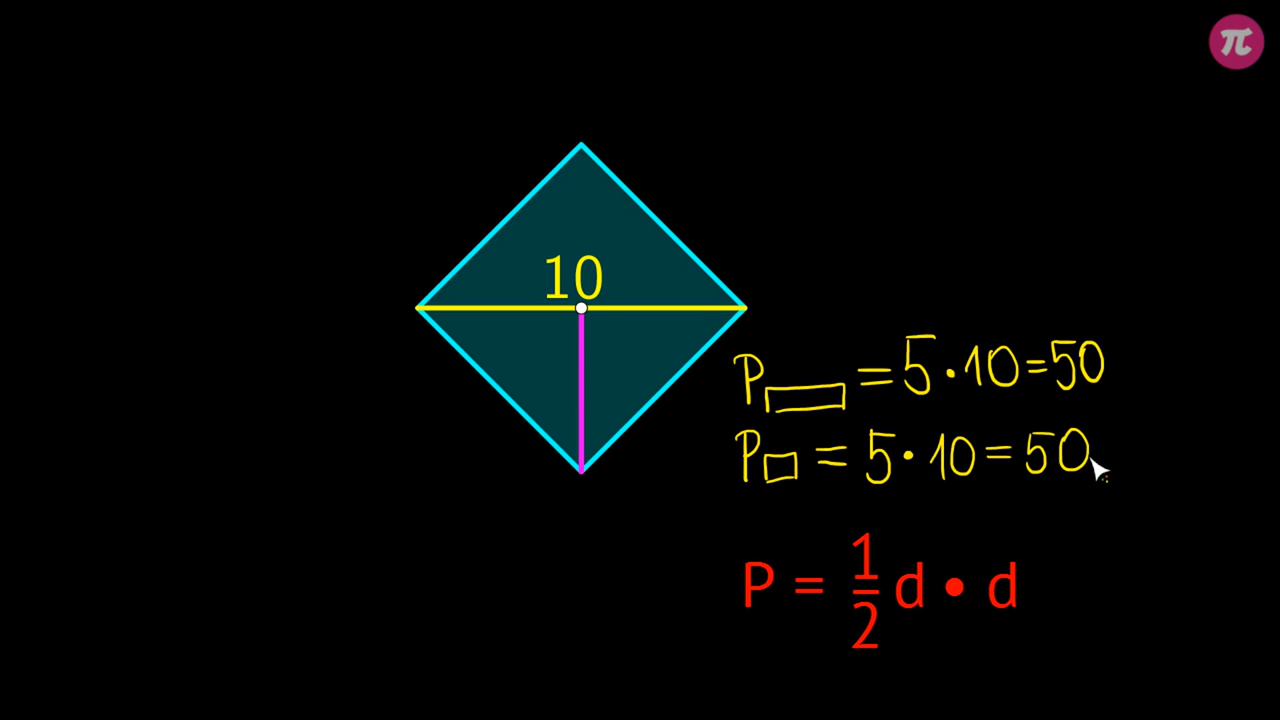 π
10
P▭ = 5 · 10 = 50
P□ = 5 · 10 = 50
P = 1/2 d • d